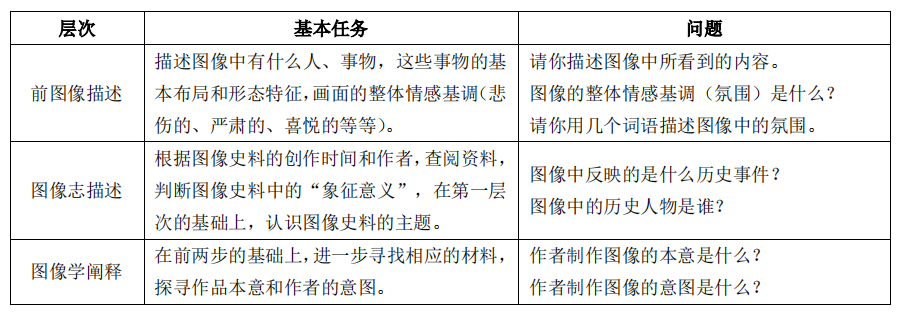 层次 基本任务 问题
前图像描述
描述图像中有什么人、事物，这些事物的基
本布局和形态特征，画面的整体情感基调（悲
伤的、严肃的、喜悦的等等）。
请你描述图像中所看到的内容。
图像的整体情感基调（氛围）是什么？
请你用几个词语描述图像中的氛围。
图像志描述
根据图像史料的创作时间和作者，查阅资料，
判断图像史料中的“象征意义”，在第一层
次的基础上，认识图像史料的主题。
图像中反映的是什么历史事件？
图像中的历史人物是谁？
图像学阐释
在前两步的基础上，进一步寻找相应的材料，
探寻作品本意和作者的意图。
作者制作图像的本意是什么？
作者制作图像的意图是什么？